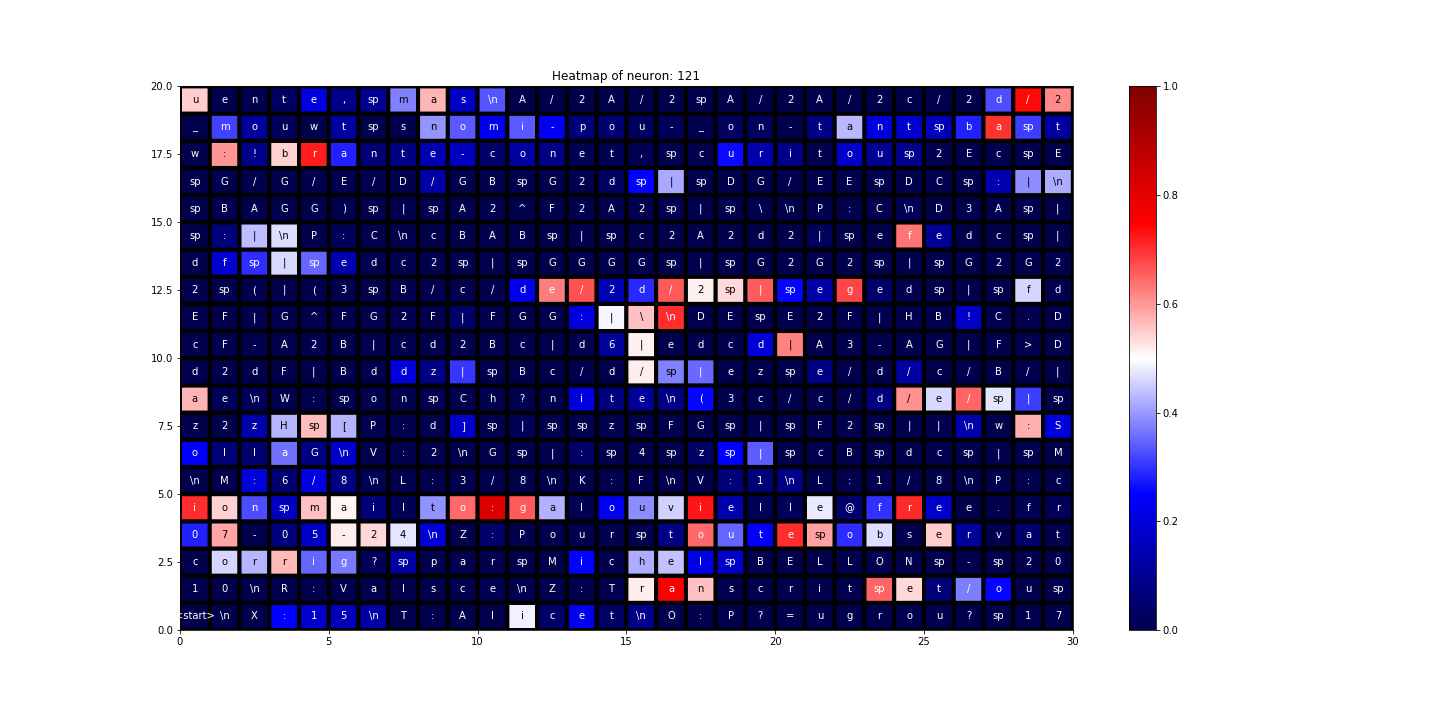 Heatmap of neuron: 121
20.0 u e n t e , sp m a s \n A / 2 A / 2 sp A / 2 A / 2 c / 2 d / 2
_ m o u w t sp s n o m i - p o u - _ o n - t a n t sp b a sp t
17.5 w : ! b r a n t e - c o n e t , sp c u r i t o u sp 2 E c sp E
sp G / G / E / D / G B sp G 2 d sp | sp D G / E E sp D C sp : | \n
15.0 sp B A G G ) sp | sp A 2 ^ F 2 A 2 sp | sp \ \n P : C \n D 3 A sp |
sp : | \n P : C \n c B A B sp | sp c 2 A 2 d 2 | sp e f e d c sp |
d f sp | sp e d c 2 sp | sp G G G G sp | sp G 2 G 2 sp | sp G 2 G 2
12.5 2 sp ( | ( 3 sp B / c / d e / 2 d / 2 sp | sp e g e d sp | sp f d
E F | G ^ F G 2 F | F G G : | \ \n D E sp E 2 F | H B ! C . D
10.0 c F - A 2 B | c d 2 B c | d 6 | e d c d | A 3 - A G | F > D
d 2 d F | B d d z | sp B c / d / sp | e z sp e / d / c / B / |
a e \n W : sp o n sp C h ? n i t e \n ( 3 c / c / d / e / sp | sp
7.5 z 2 z H sp [ P : d ] sp | sp sp z sp F G sp | sp F 2 sp | | \n w : S
o l l a G \n V : 2 \n G sp | : sp 4 sp z sp | sp c B sp d c sp | sp M
5.0 \n M : 6 / 8 \n L : 3 / 8 \n K : F \n V : 1 \n L : 1 / 8 \n P : c
i o n sp m a i l t o : g a l o u v i e l l e @ f r e e . f r
0 7 - 0 5 - 2 4 \n Z : P o u r sp t o u t e sp o b s e r v a t
2.5 c o r r i g ? sp p a r sp M i c h e l sp B E L L O N sp - sp 2 0
1 0 \n R : V a l s c e \n Z : T r a n s c r i t sp e t / o u sp
0.0 <start> \n X : 1 5 \n T : A l i c e t \n O : P ? = u g r o u ? sp 1 7
0 5 10 15 20 25 30
1.0
0.8
0.6
0.4
0.2
0.0